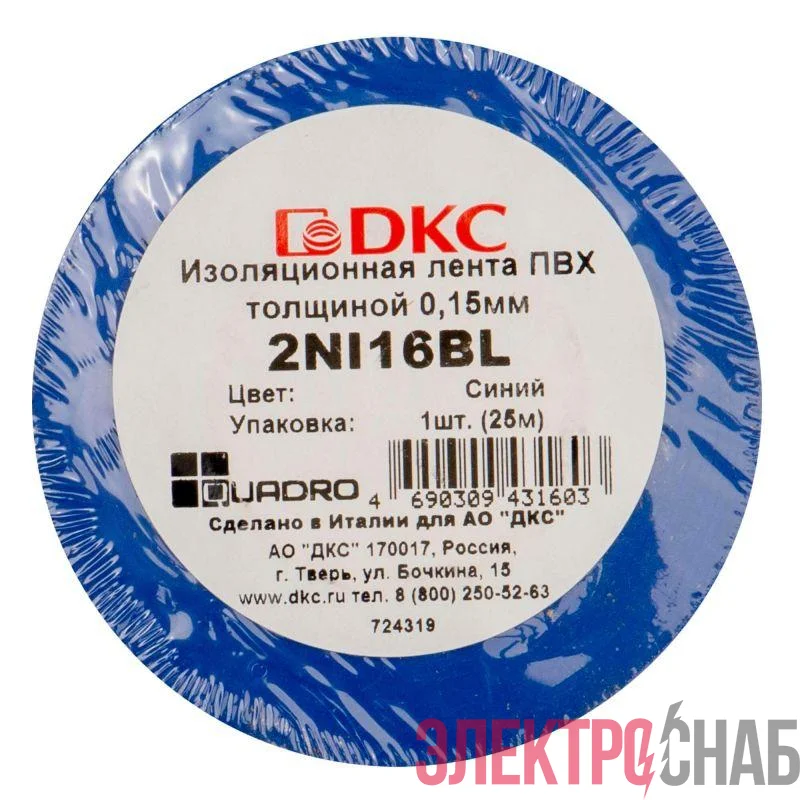 DKC
Изоляционная лента ПВХ
толщиной 0,15мм
2NI16BL
Цвет: Синий
Упаковка: 1шт. (25м)
QUADRO
4 690309 431603
Сделано в Италии для АО "ДКС"
АО "ДКС" 170017, Россия,
г. Тверь, ул. Бочкина, 15
www.dkc.ru тел. 8 (800) 250-52-63
724319
ЭЛЕКТРОСНАБ